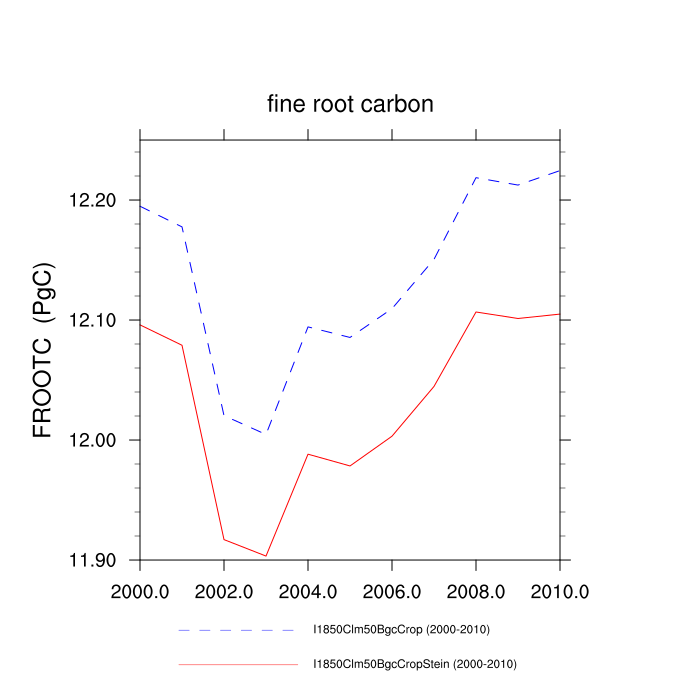 fine root carbon
FROOTC (PgC)
12.20
12.10
12.00
11.90
2000.0 2002.0 2004.0 2006.0 2008.0 2010.0
I1850Clm50BgcCrop (2000-2010)
I1850Clm50BgcCropStein (2000-2010)